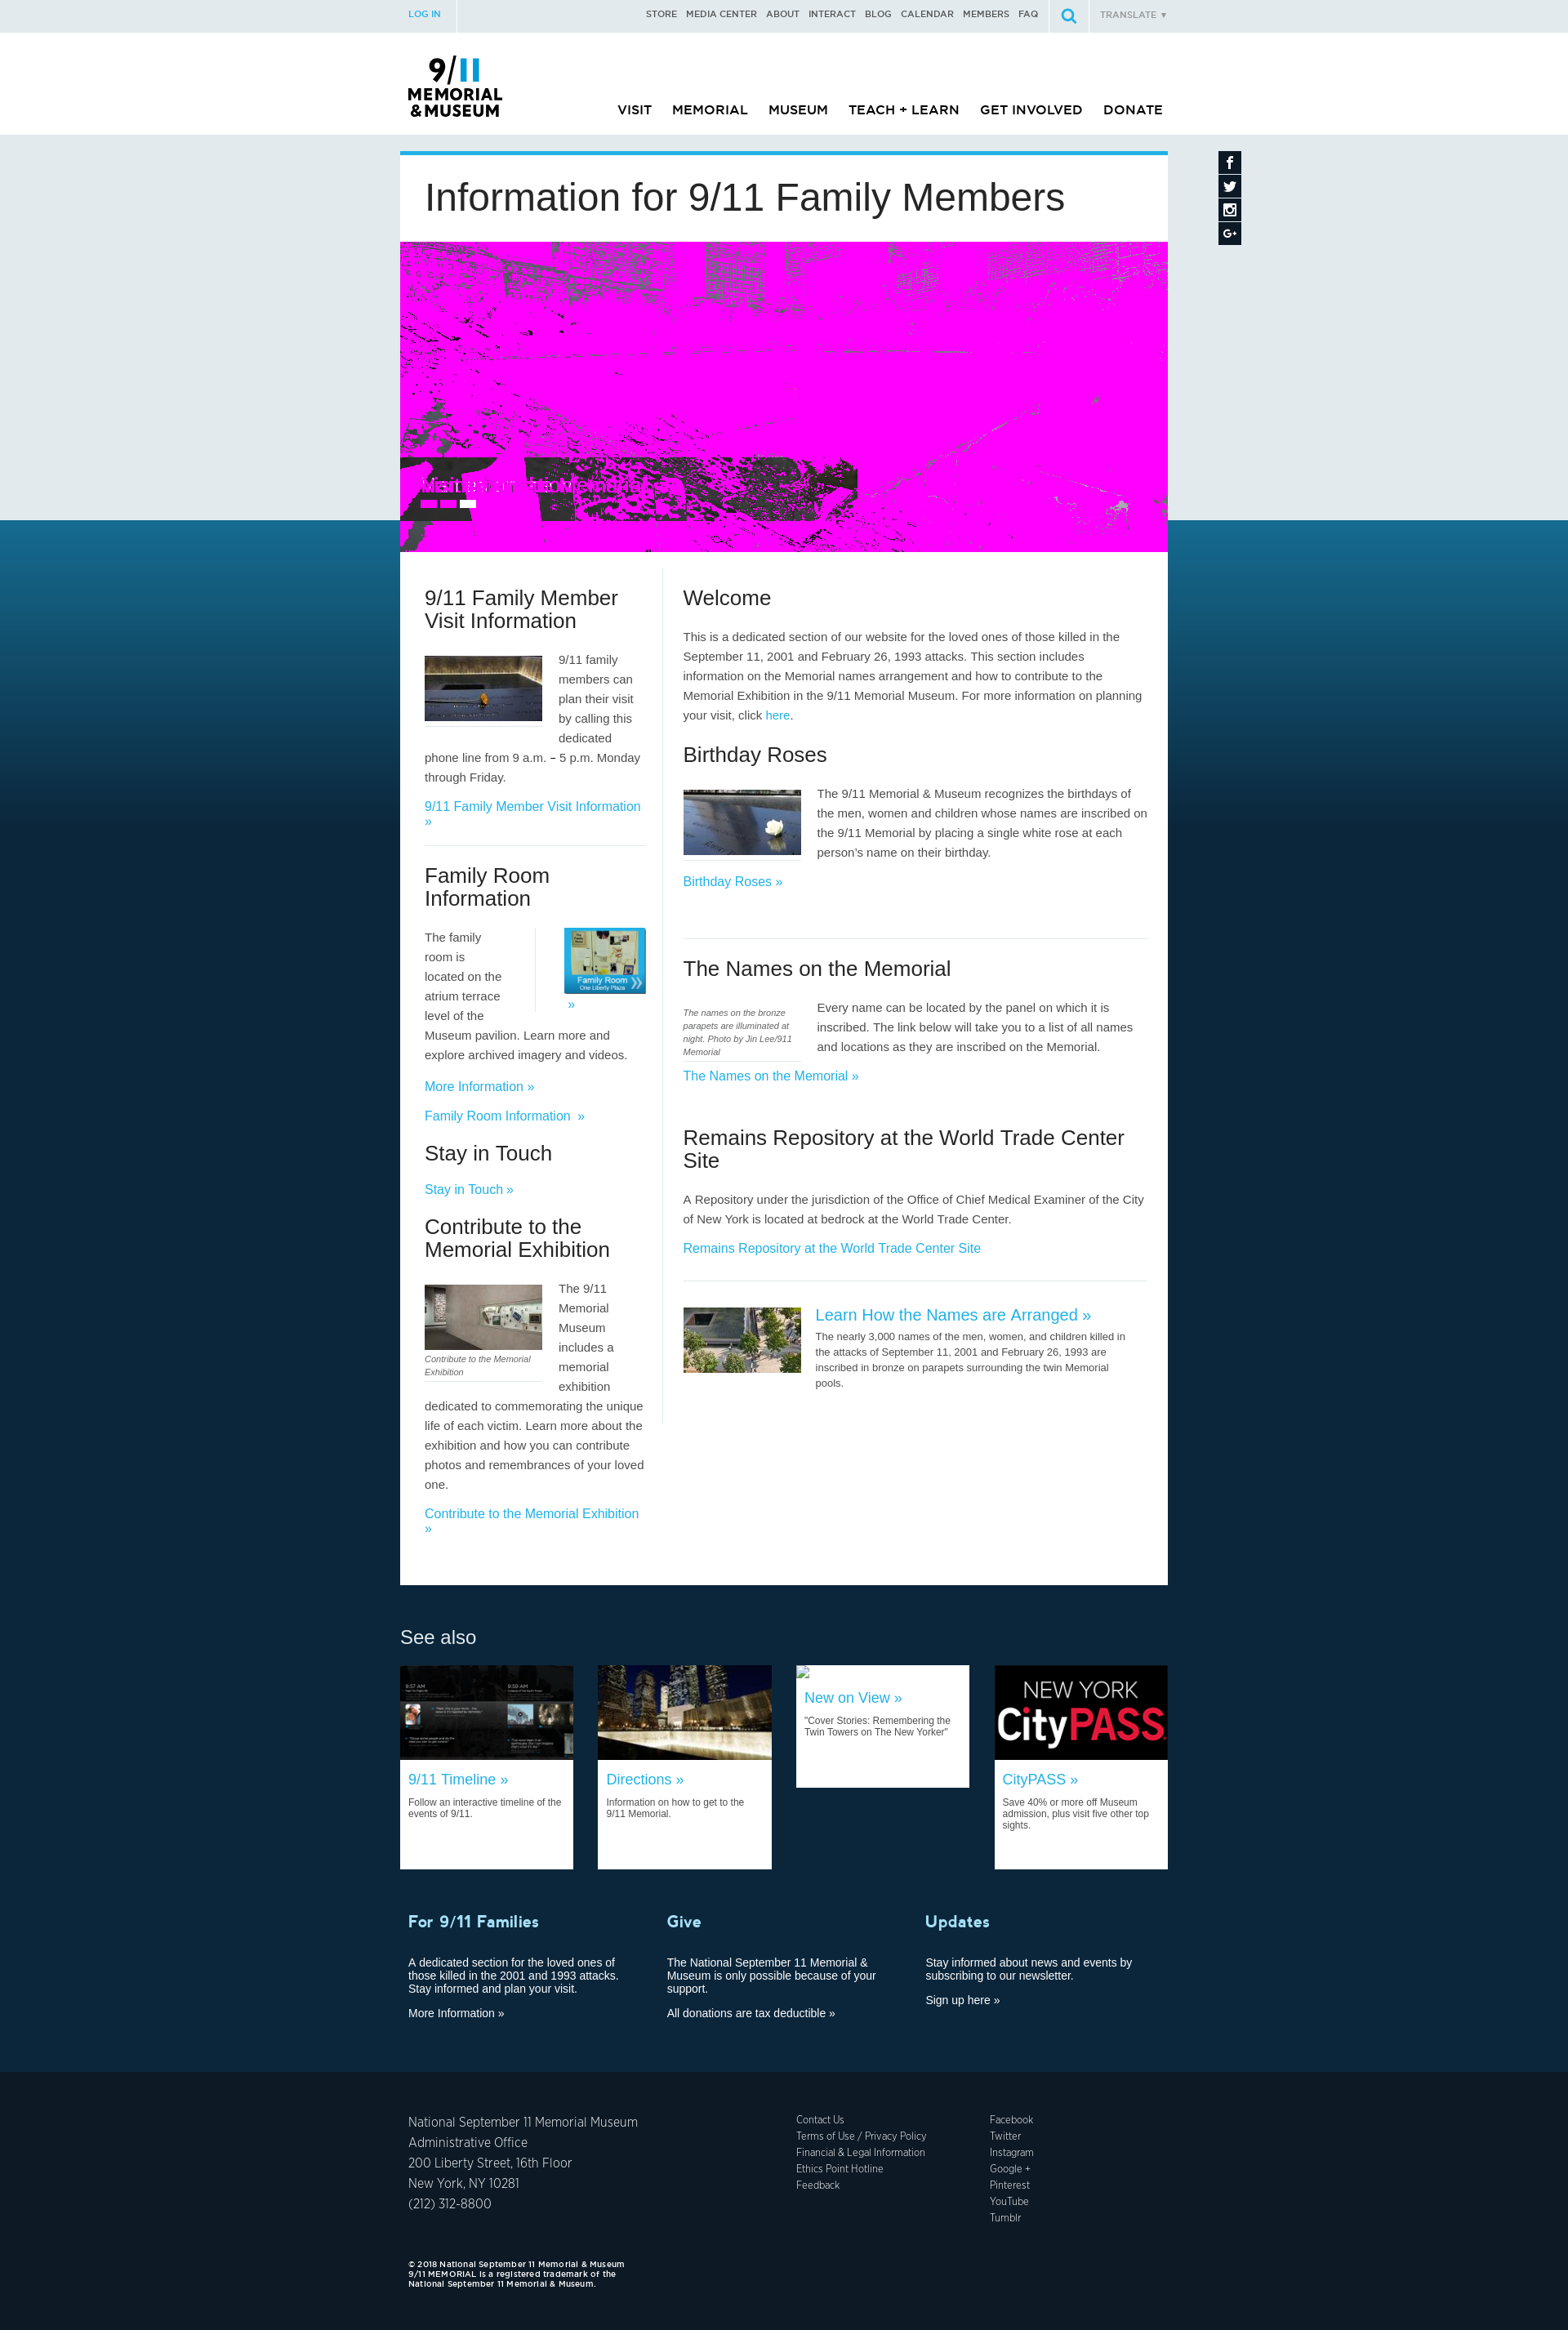 LOG IN
STORE MEDIA CENTER ABOUT INTERACT BLOG CALENDAR MEMBERS FAQ
TRANSLATE ▼
9/11
MEMORIAL
& MUSEUM
VISIT MEMORIAL MUSEUM TEACH + LEARN GET INVOLVED DONATE
Information for 9/11 Family Members
9/11 Family Member
Visit Information
9/11 family
members can
plan their visit
by calling this
dedicated
phone line from 9 a.m. – 5 p.m. Monday
through Friday.
9/11 Family Member Visit Information
»
Family Room
Information
The family
room is
located on the
atrium terrace
level of the
Museum pavilion. Learn more and
explore archived imagery and videos.
Family Room
One Liberty Plaza
»
More Information »
Family Room Information »
Stay in Touch
Stay in Touch »
Contribute to the
Memorial Exhibition
The 9/11
Memorial
Museum
includes a
memorial
exhibition
Contribute to the Memorial
Exhibition
dedicated to commemorating the unique
life of each victim. Learn more about the
exhibition and how you can contribute
photos and remembrances of your loved
one.
Contribute to the Memorial Exhibition
»
Welcome
This is a dedicated section of our website for the loved ones of those killed in the
September 11, 2001 and February 26, 1993 attacks. This section includes
information on the Memorial names arrangement and how to contribute to the
Memorial Exhibition in the 9/11 Memorial Museum. For more information on planning
your visit, click here.
Birthday Roses
The 9/11 Memorial & Museum recognizes the birthdays of
the men, women and children whose names are inscribed on
the 9/11 Memorial by placing a single white rose at each
person's name on their birthday.
Birthday Roses »
The Names on the Memorial
The names on the bronze
parapets are illuminated at
night. Photo by Jin Lee/911
Memorial
Every name can be located by the panel on which it is
inscribed. The link below will take you to a list of all names
and locations as they are inscribed on the Memorial.
The Names on the Memorial »
Remains Repository at the World Trade Center
Site
A Repository under the jurisdiction of the Office of Chief Medical Examiner of the City
of New York is located at bedrock at the World Trade Center.
Remains Repository at the World Trade Center Site
Learn How the Names are Arranged »
The nearly 3,000 names of the men, women, and children killed in
the attacks of September 11, 2001 and February 26, 1993 are
inscribed in bronze on parapets surrounding the twin Memorial
pools.
See also
9:57 AM
9:59 AM
9/11 Timeline »
Follow an interactive timeline of the
events of 9/11.
Directions »
Information on how to get to the
9/11 Memorial.
New on View »
"Cover Stories: Remembering the
Twin Towers on The New Yorker"
NEW YORK
CityPASS
CityPASS »
Save 40% or more off Museum
admission, plus visit five other top
sights.
For 9/11 Families
A dedicated section for the loved ones of
those killed in the 2001 and 1993 attacks.
Stay informed and plan your visit.
More Information »
Give
The National September 11 Memorial &
Museum is only possible because of your
support.
All donations are tax deductible »
Updates
Stay informed about news and events by
subscribing to our newsletter.
Sign up here »
National September 11 Memorial Museum
Administrative Office
200 Liberty Street, 16th Floor
New York, NY 10281
(212) 312-8800
Contact Us
Terms of Use / Privacy Policy
Financial & Legal Information
Ethics Point Hotline
Feedback
Facebook
Twitter
Instagram
Google +
Pinterest
YouTube
Tumblr
© 2018 National September 11 Memorial & Museum
9/11 MEMORIAL is a registered trademark of the
National September 11 Memorial & Museum.